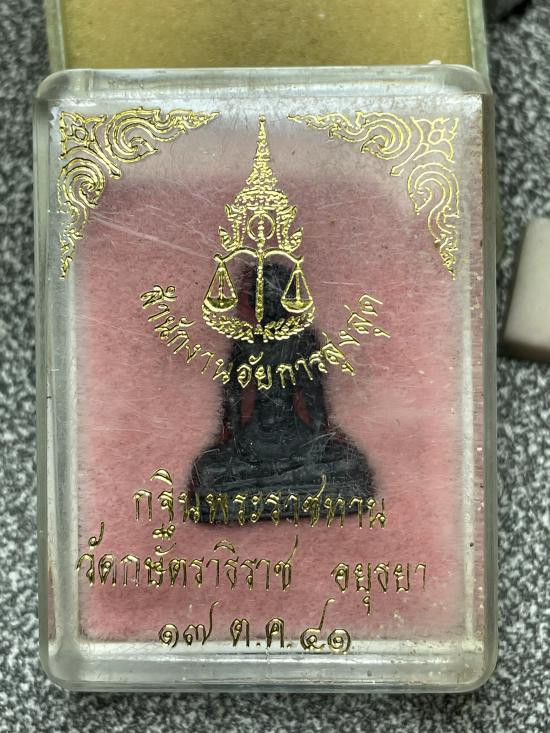 สำนักงานอัยการสูงสุด
กฐินพระราชทาน
วัดกษัตราธิราช อยุธยา
๑๗ ต.ค. ๔๑